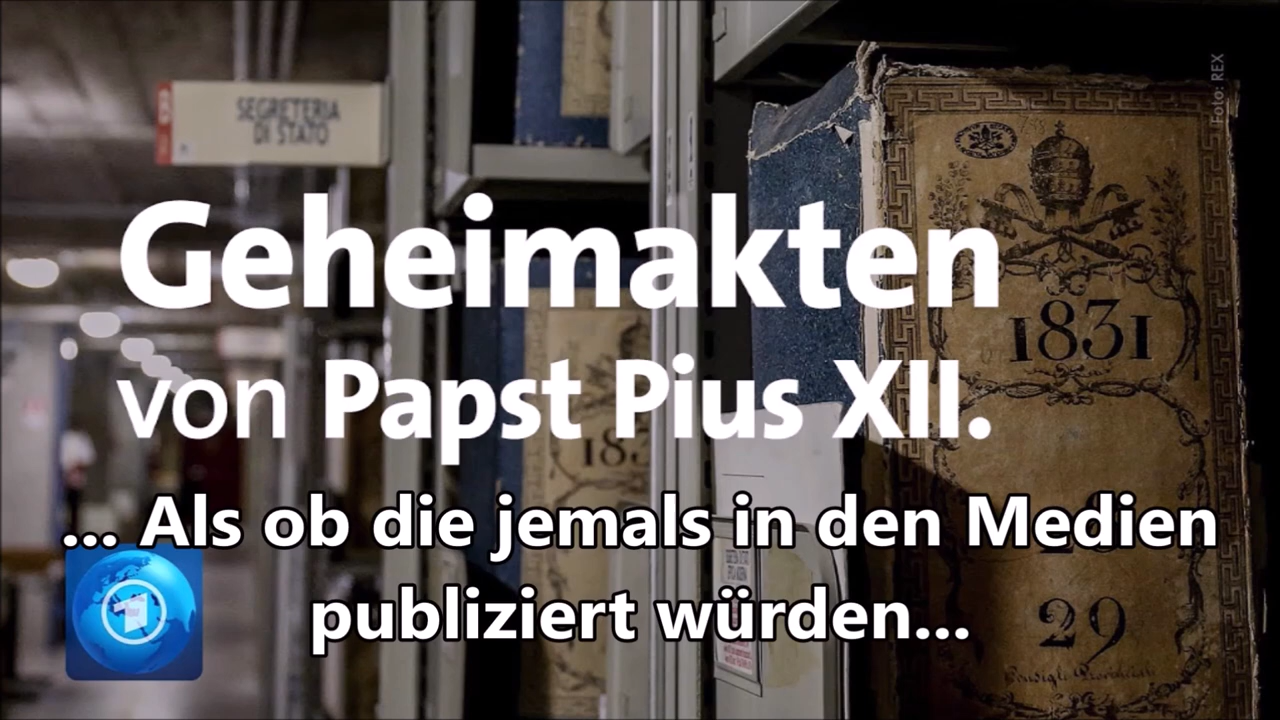 Foto: REX
SEGRETERIA
DI STATO
Geheimakten
1831
von Papst Pius XII.
... Als ob die jemals in den Medien
publiziert würden...
29